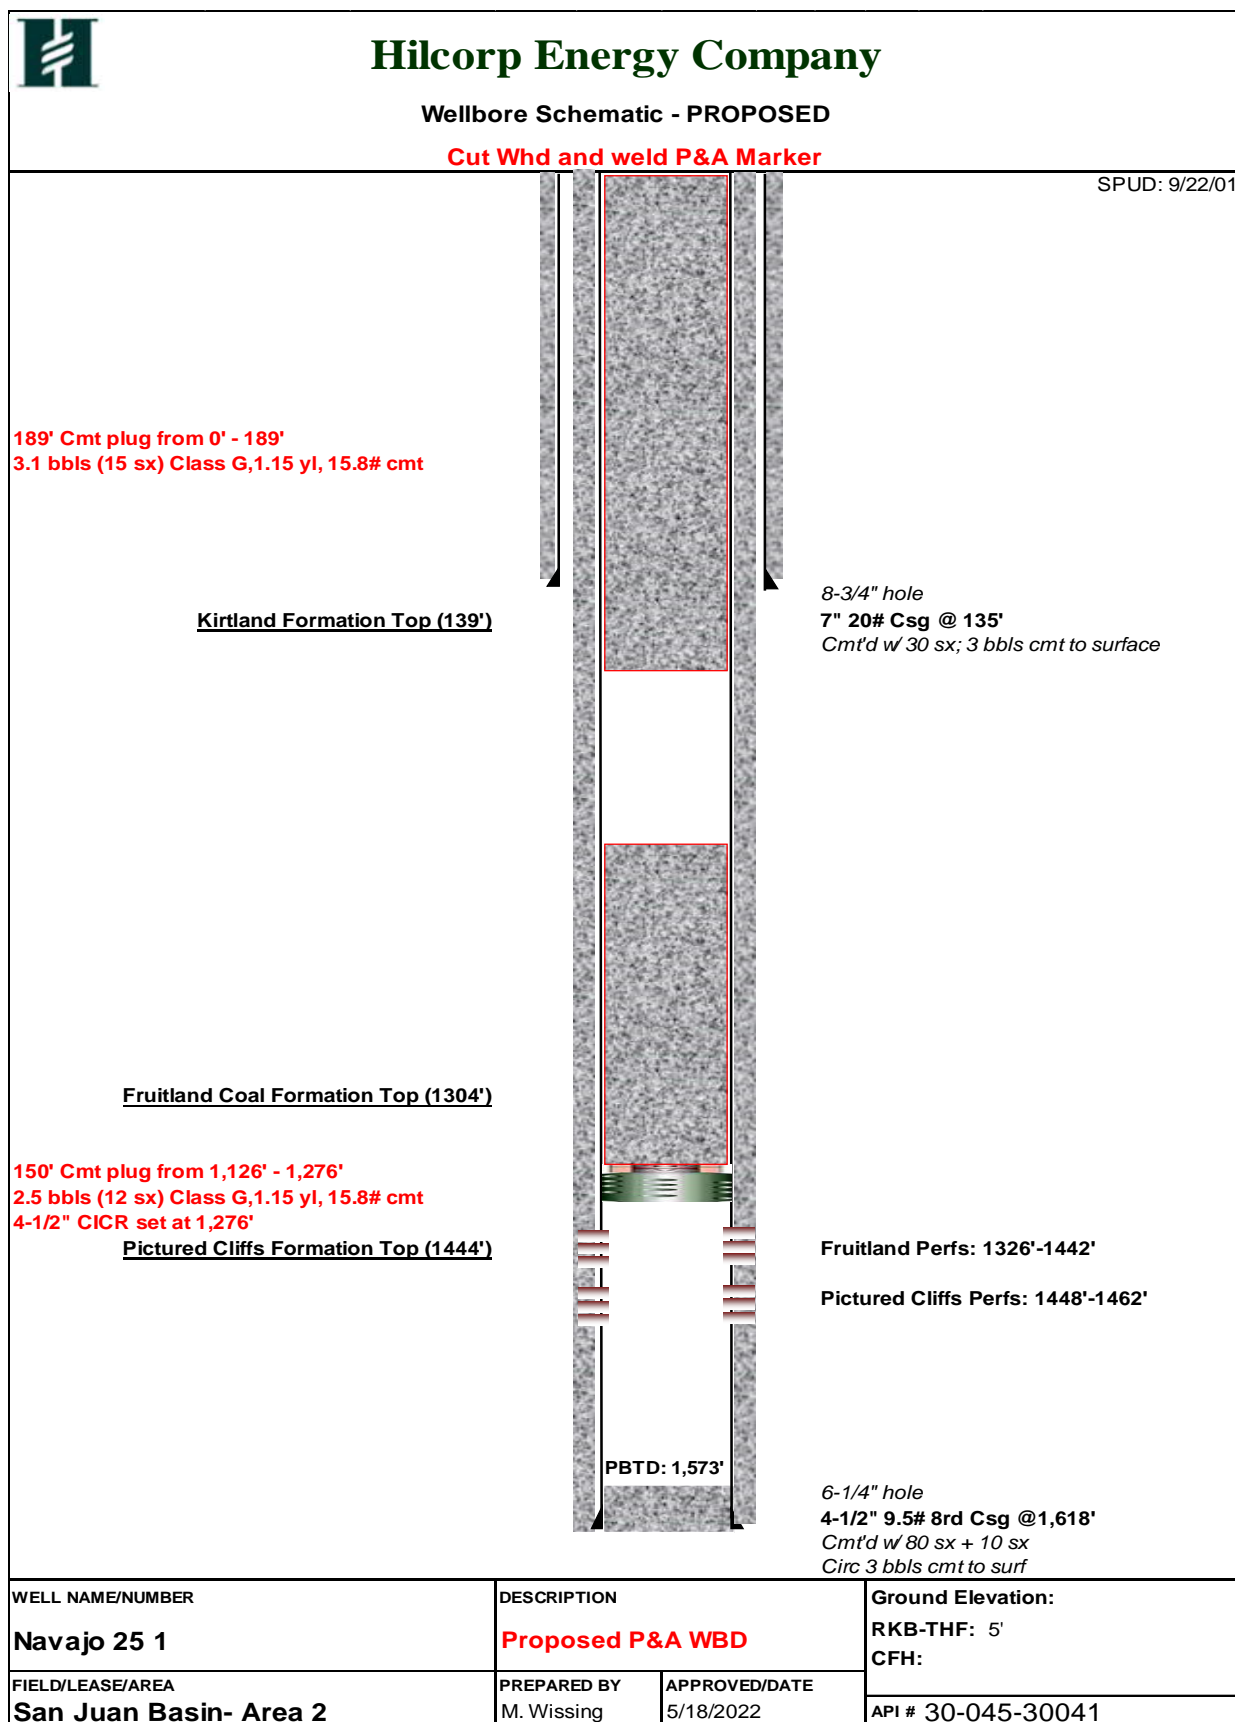 Hilcorp Energy Company
Wellbore Schematic - PROPOSED
Cut Whd and weld P&A Marker
SPUD: 9/22/01
189' Cmt plug from 0' - 189'
3.1 bbls (15 sx) Class G,1.15 yl, 15.8# cmt
8-3/4" hole
Kirtland Formation Top (139')
7" 20# Csg @ 135'
Cmt'd w/ 30 sx; 3 bbls cmt to surface
Fruitland Coal Formation Top (1304')
150' Cmt plug from 1,126' - 1,276'
2.5 bbls (12 sx) Class G,1.15 yl, 15.8# cmt
4-1/2" CICR set at 1,276'
Pictured Cliffs Formation Top (1444')
Fruitland Perfs: 1326'-1442'
Pictured Cliffs Perfs: 1448'-1462'
PBTD: 1,573'
6-1/4" hole
4-1/2" 9.5# 8rd Csg @1,618'
Cmt'd w/ 80 sx + 10 sx
Circ 3 bbls cmt to surf
WELL NAME/NUMBER
Navajo 25 1
DESCRIPTION
Proposed P&A WBD
Ground Elevation:
RKB-THF: 5'
CFH:
FIELD/LEASE/AREA
San Juan Basin- Area 2
PREPARED BY
M. Wissing
APPROVED/DATE
5/18/2022
API # 30-045-30041